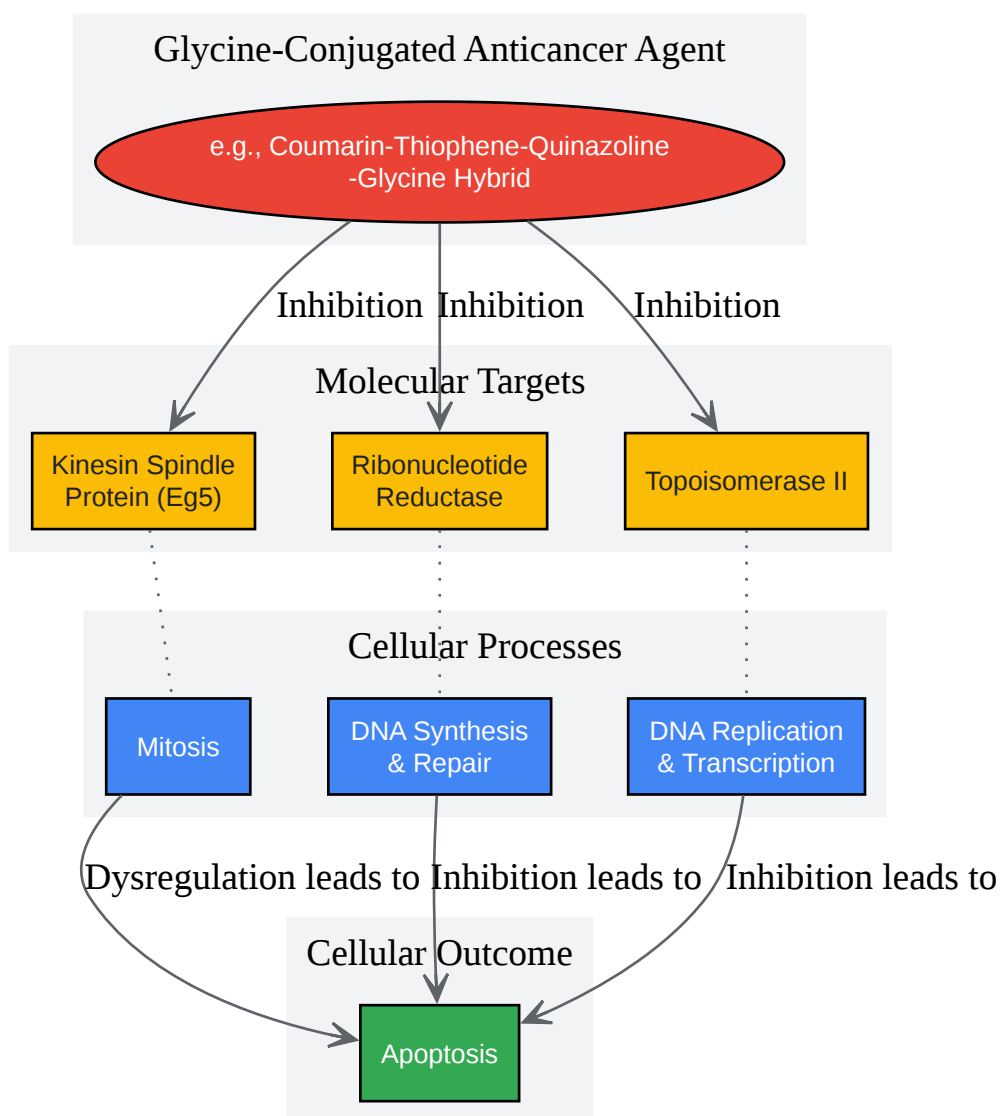 Glycine-Conjugated Anticancer Agent
e.g., Coumarin-Thiophene-Quinazoline
-Glycine Hybrid
Inhibition
Inhibition
Inhibition
Molecular Targets
Kinesin Spindle
Protein (Eg5)
Ribonucleotide
Reductase
Topoisomerase II
Cellular Processes
Mitosis
DNA Synthesis
& Repair
DNA Replication
& Transcription
Dysregulation leads to
Inhibition leads to
Inhibition leads to
Cellular Outcome
Apoptosis